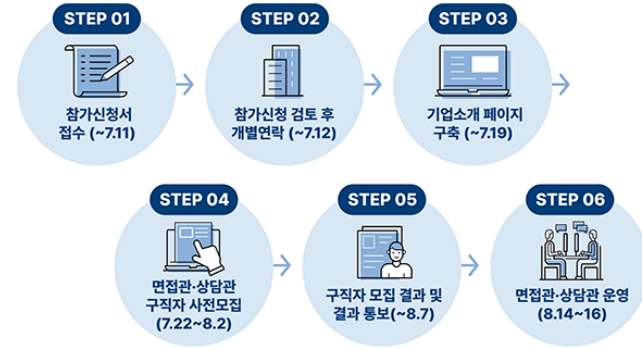 STEP 01
참가신청서
접수 (~7.11)
STEP 02
참가신청 검토 후
개별연락 (~7.12)
STEP 03
기업소개 페이지
구축 (~7.19)
STEP 04
면접관·상담관
구직자 사전모집
(7.22~8.2)
STEP 05
구직자 모집 결과 및
결과 통보(~8.7)
STEP 06
면접관·상담관 운영
(8.14~16)